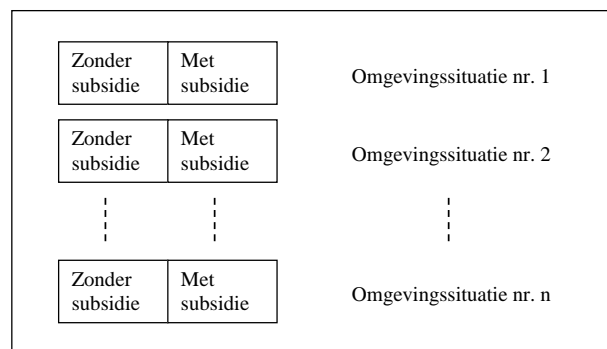 Zonder Met
subsidie subsidie Omgevingssituatie nr. 1
Zonder Met
subsidie subsidie Omgevingssituatie nr. 2
Zonder Met
subsidie subsidie Omgevingssituatie nr. n